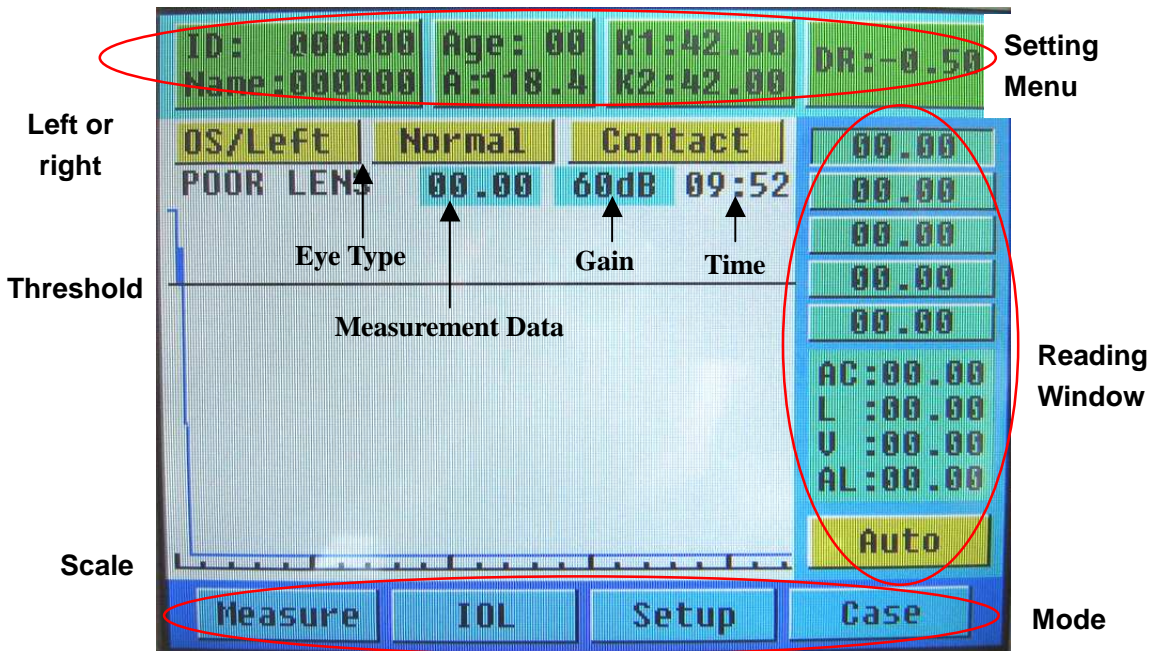 ID: 000000 Age: 00 K1:42.00 DR:-0.50
Name:000000 A:118.4 K2:42.00
Setting
Menu
Left or
right
OS/Left Normal Contact
POOR LENS 00.00 60dB 09:52
00.00
00.00
00.00
00.00
00.00
Eye Type Gain Time
Threshold
Measurement Data
Reading
Window
AC:00.00
L :00.00
V :00.00
AL:00.00
Auto
Scale
Measure IOL Setup Case
Mode